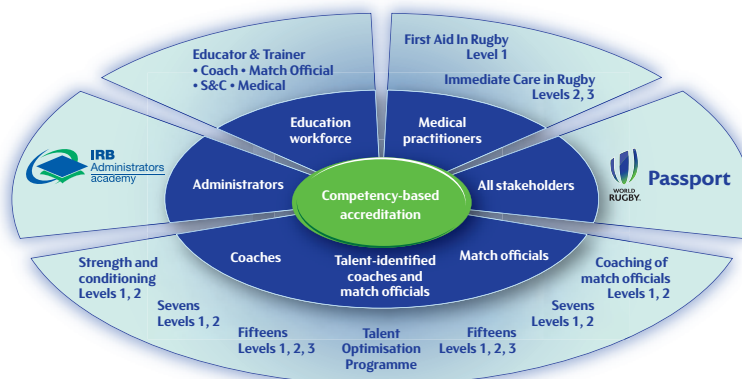 Educator & Trainer
• Coach • Match Official
• S&C • Medical
First Aid In Rugby
Level 1
Immediate Care in Rugby
Levels 2, 3
Education
workforce
Medical
practitioners
IRB
Administrators
academy
Administrators
Competency-based
accreditation
All stakeholders
WORLD
RUGBY
Passport
Coaches
Talent-identified
coaches and
match officials
Match officials
Strength and
conditioning
Levels 1, 2
Sevens
Levels 1, 2
Fifteens
Levels 1, 2, 3
Talent
Optimisation
Programme
Fifteens
Levels 1, 2, 3
Sevens
Levels 1, 2
Coaching of
match officials
Levels 1, 2